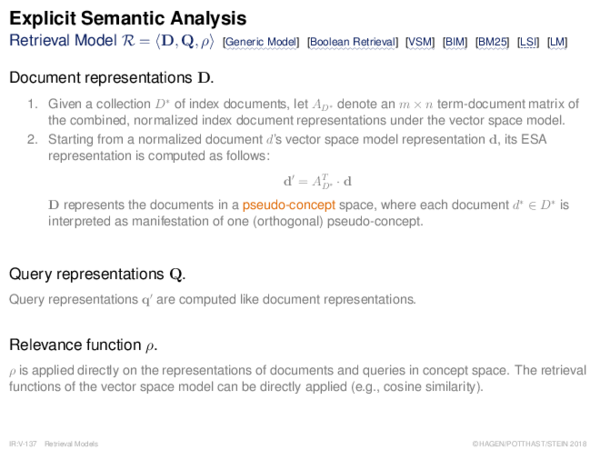 Explicit Semantic Analysis
Retrieval Model R = ⟨D, Q, ρ⟩ [Generic Model] [Boolean Retrieval] [VSM] [BIM] [BM25] [LSI] [LM]
Document representations D.
1. Given a collection D* of index documents, let A_D* denote an m × n term-document matrix of
the combined, normalized index document representations under the vector space model.
2. Starting from a normalized document d's vector space model representation d, its ESA
representation is computed as follows:
d′ = A^T_D* · d
D represents the documents in a pseudo-concept space, where each document d* ∈ D* is
interpreted as manifestation of one (orthogonal) pseudo-concept.
Query representations Q.
Query representations q′ are computed like document representations.
Relevance function ρ.
ρ is applied directly on the representations of documents and queries in concept space. The retrieval
functions of the vector space model can be directly applied (e.g., cosine similarity).
IR:V-137 Retrieval Models ©HAGEN/POTTHAST/STEIN 2018